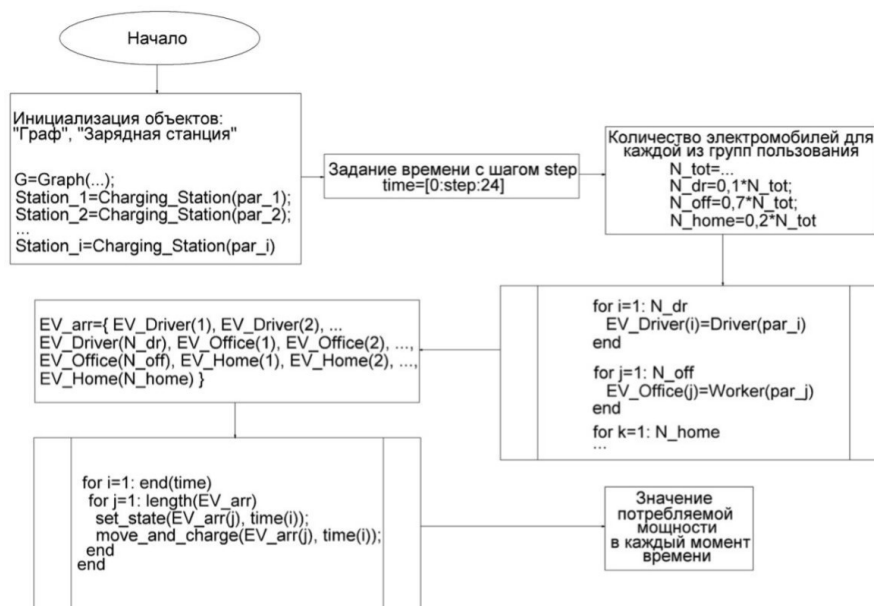 Начало
Инициализация объектов:
"Граф", "Зарядная станция"
G=Graph(...);
Station_1=Charging_Station(par_1);
Station_2=Charging_Station(par_2);
...
Station_i=Charging_Station(par_i)
Задание времени с шагом step
time=[0:step:24]
Количество электромобилей для
каждой из групп пользования
N_tot=...
N_dr=0,1*N_tot;
N_off=0,7*N_tot;
N_home=0,2*N_tot
for i=1: N_dr
EV_Driver(i)=Driver(par_i)
end
for j=1: N_off
EV_Office(j)=Worker(par_j)
end
for k=1: N_home
...
EV_arr={ EV_Driver(1), EV_Driver(2), ...
EV_Driver(N_dr), EV_Office(1), EV_Office(2), ...,
EV_Office(N_off), EV_Home(1), EV_Home(2), ...,
EV_Home(N_home) }
for i=1: end(time)
for j=1: length(EV_arr)
set_state(EV_arr(j), time(i));
move_and_charge(EV_arr(j), time(i));
end
end
Значение
потребляемой
мощности
в каждый момент
времени